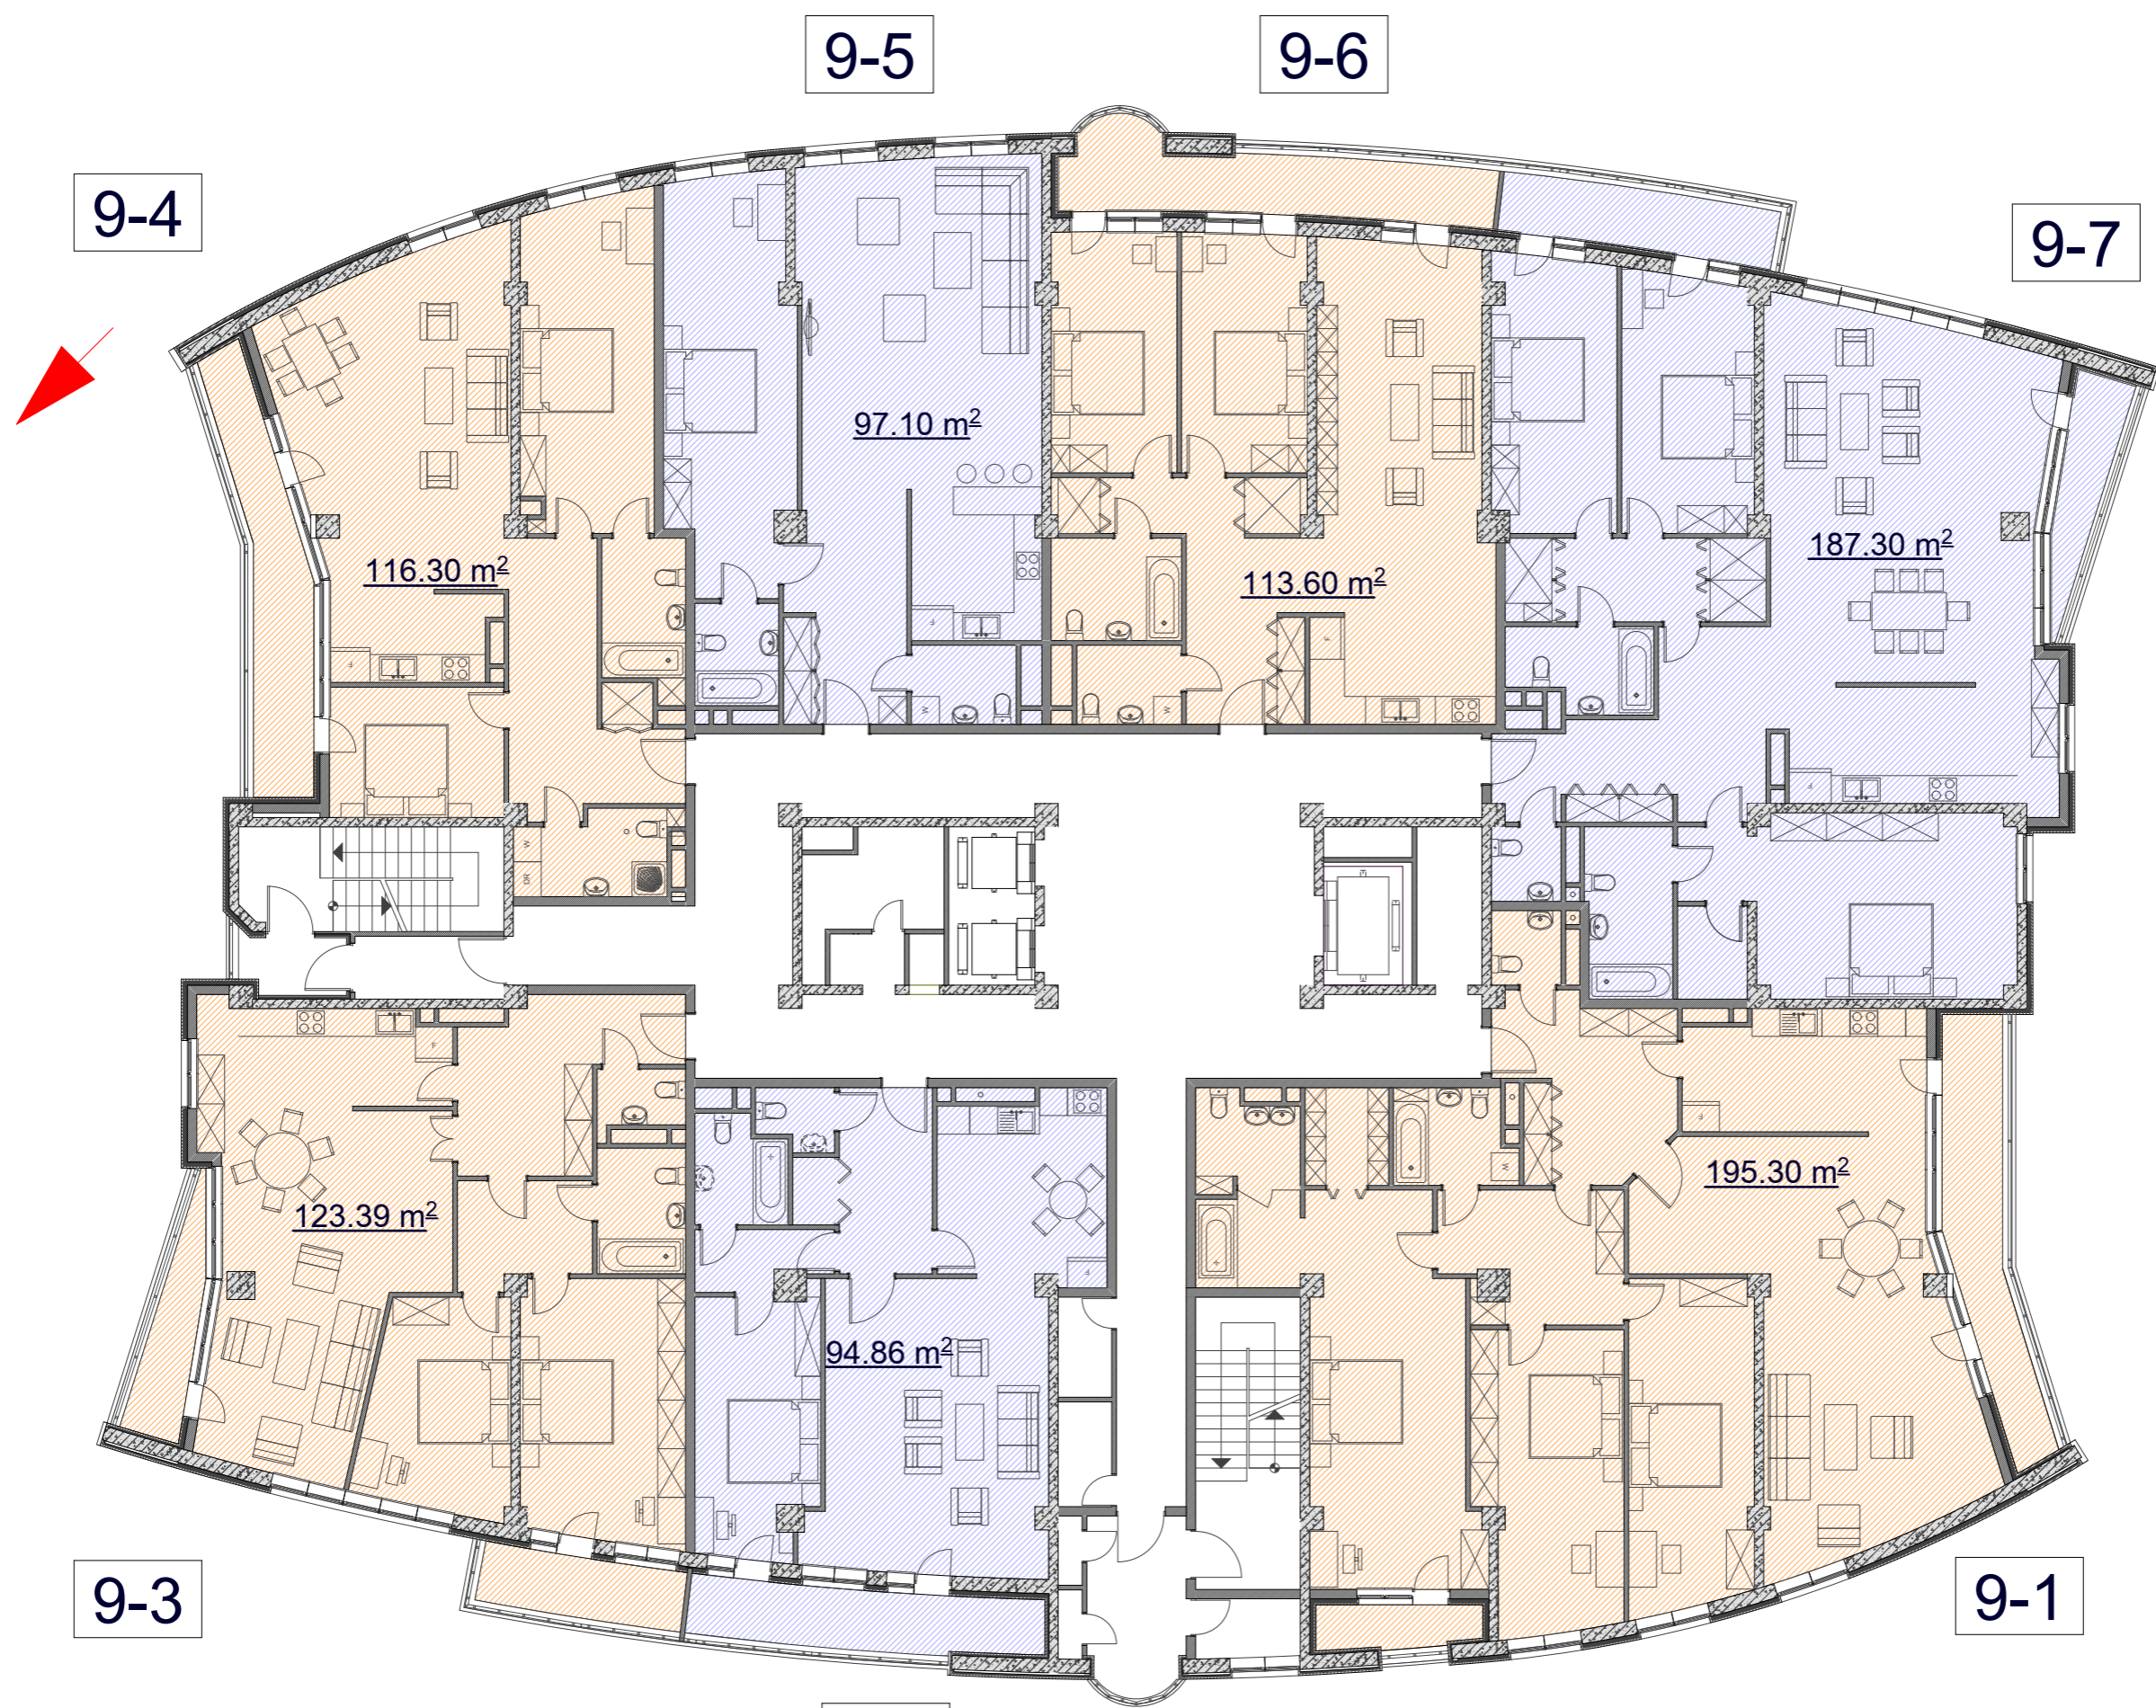 9-5
9-6
9-4
9-7
97.10 m²
116.30 m²
113.60 m²
187.30 m²
F
F
F
F
W
W
W
DR
F
F
195.30 m²
W
123.39 m²
F
94.86 m²
9-3
9-1